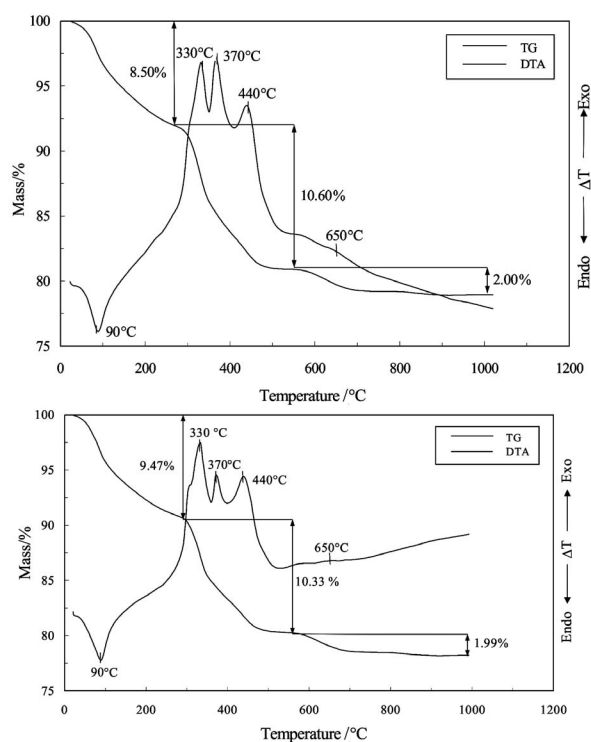 100
95
90
85
80
75
Mass/%
8.50%
330°C
370°C
440°C
10.60%
650°C
2.00%
90°C
TG
DTA
Endo
ΔT
Exo
0
200
400
600
800
1000
1200
Temperature /°C
100
95
90
85
80
75
Mass/%
9.47%
330 °C
370°C
440°C
650°C
10.33 %
1.99%
90°C
TG
DTA
Endo
ΔT
Exo
0
200
400
600
800
1000
1200
Temperature /°C